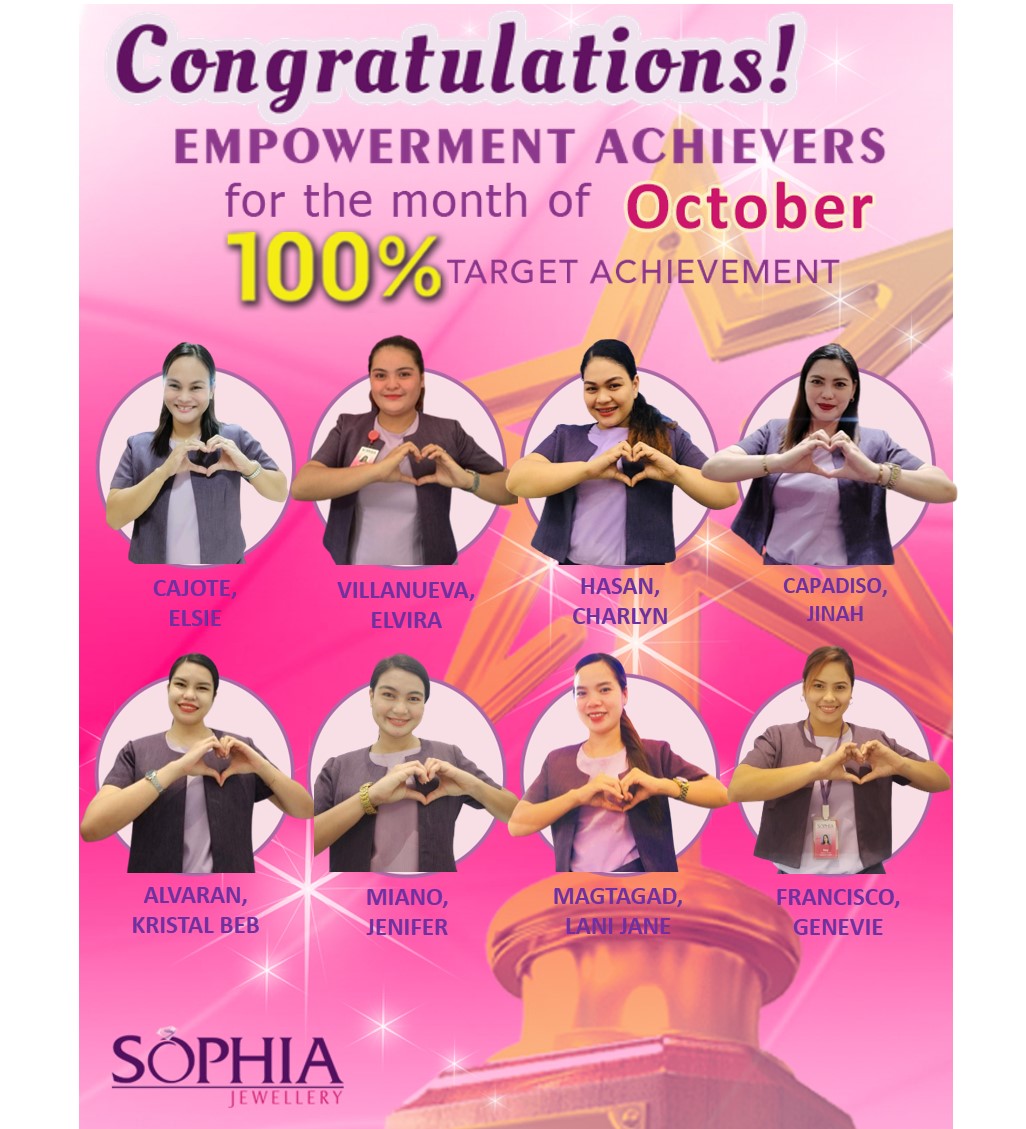 Congratulations!
EMPOWERMENT ACHIEVERS
for the month of October
100% TARGET ACHIEVEMENT
CAJOTE,
ELSIE
VILLANUEVA,
ELVIRA
HASAN,
CHARLYN
CAPADISO,
JINAH
ALVARAN,
KRISTAL BEB
MIANO,
JENIFER
MAGTAGAD,
LANI JANE
FRANCISCO,
GENEVIE
SOPHIA
JEWELLERY